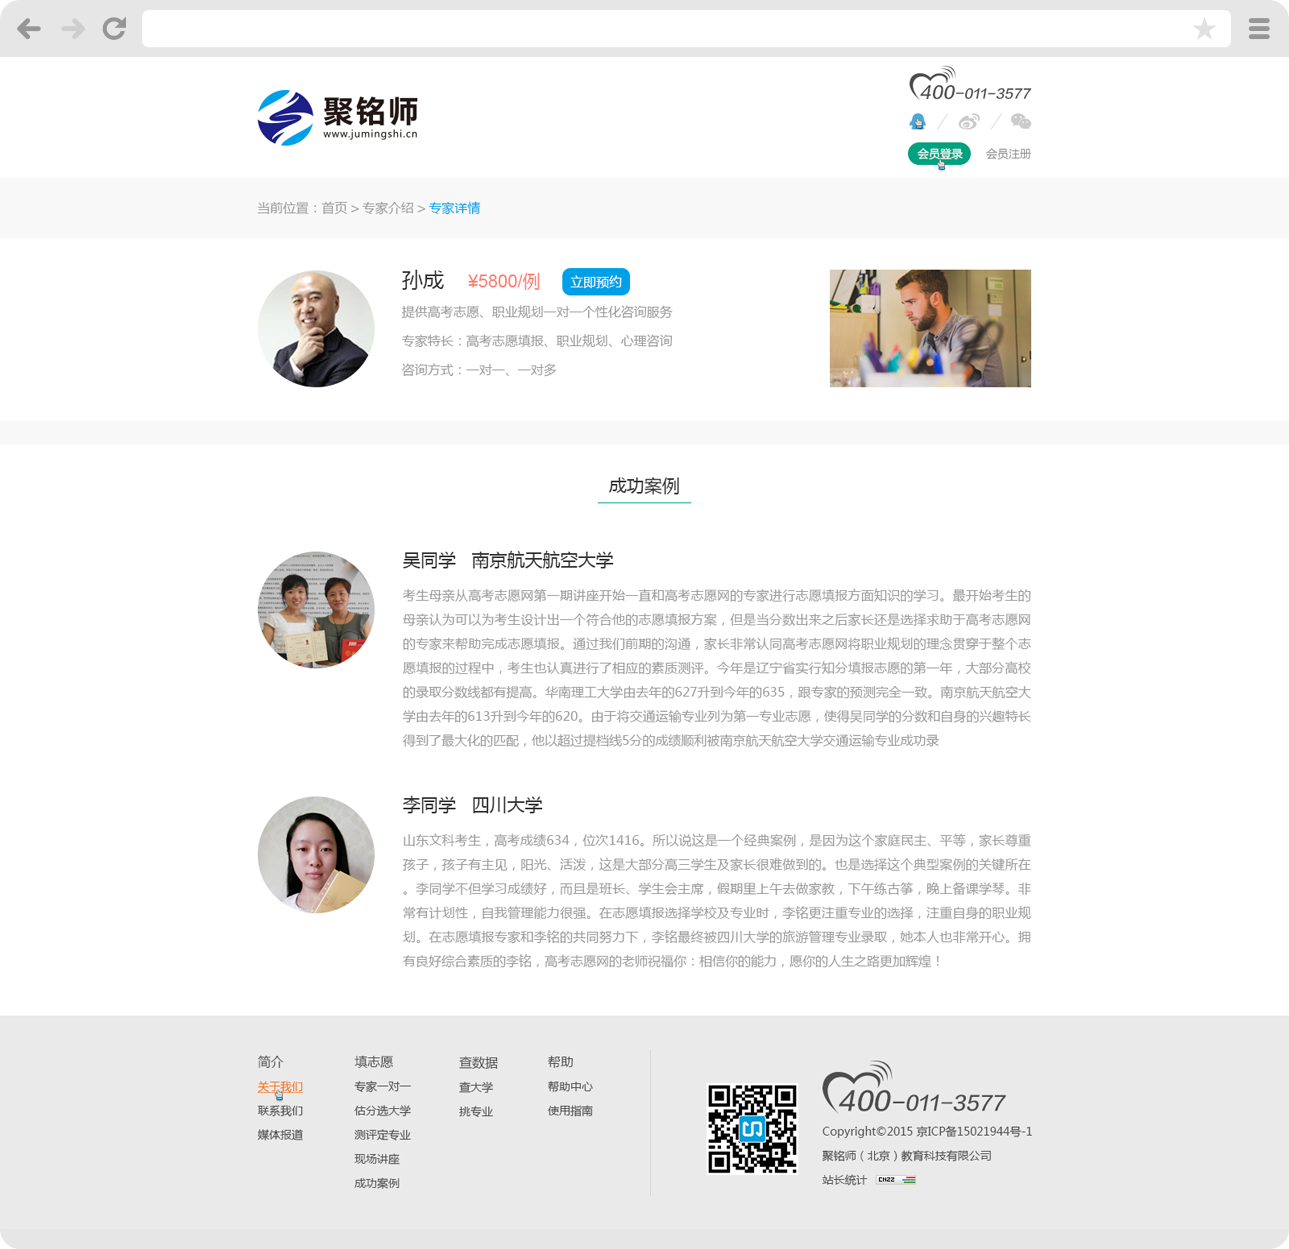 聚铭师
www.jumingshi.cn
400-011-3577
会员登录 会员注册
当前位置：首页 > 专家介绍 > 专家详情
孙成 ¥5800/例 立即预约
提供高考志愿、职业规划一对一个性化咨询服务
专家特长：高考志愿填报、职业规划、心理咨询
咨询方式：一对一、一对多
成功案例
吴同学 南京航天航空大学
考生母亲从高考志愿网第一期讲座开始一直和高考志愿网的专家进行志愿填报方面知识的学习。最开始考生的
母亲认为可以为考生设计出一个符合他的志愿填报方案，但是当分数出来之后家长还是选择求助于高考志愿网
的专家来帮助完成志愿填报。通过我们前期的沟通，家长非常认同高考志愿网将职业规划的理念贯穿于整个志
愿填报的过程中，考生也认真进行了相应的素质测评。今年是辽宁省实行知分填报志愿的第一年，大部分高校
的录取分数线都有提高。华南理工大学由去年的627升到今年的635，跟专家的预测完全一致。南京航天航空大
学由去年的613升到今年的620。由于将交通运输专业列为第一专业志愿，使得吴同学的分数和自身的兴趣特长
得到了最大化的匹配，他以超过提档线5分的成绩顺利被南京航天航空大学交通运输专业成功录
李同学 四川大学
山东文科考生，高考成绩634，位次1416。所以说这是一个经典案例，是因为这个家庭民主、平等，家长尊重
孩子，孩子有主见，阳光、活泼，这是大部分高三学生及家长很难做到的。也是选择这个典型案例的关键所在
。李同学不但学习成绩好，而且是班长、学生会主席，假期里上午去做家教，下午练古筝，晚上备课学琴。非
常有计划性，自我管理能力很强。在志愿填报选择学校及专业时，李铭更注重专业的选择，注重自身的职业规
划。在志愿填报专家和李铭的共同努力下，李铭最终被四川大学的旅游管理专业录取，她本人也非常开心。拥
有良好综合素质的李铭，高考志愿网的老师祝福你：相信你的能力，愿你的人生之路更加辉煌！
简介
关于我们
联系我们
媒体报道
填志愿
专家一对一
估分选大学
测评定专业
现场讲座
成功案例
查数据
查大学
挑专业
帮助
帮助中心
使用指南
400-011-3577
Copyright©2015 京ICP备15021944号-1
聚铭师（北京）教育科技有限公司
站长统计 CNZZ